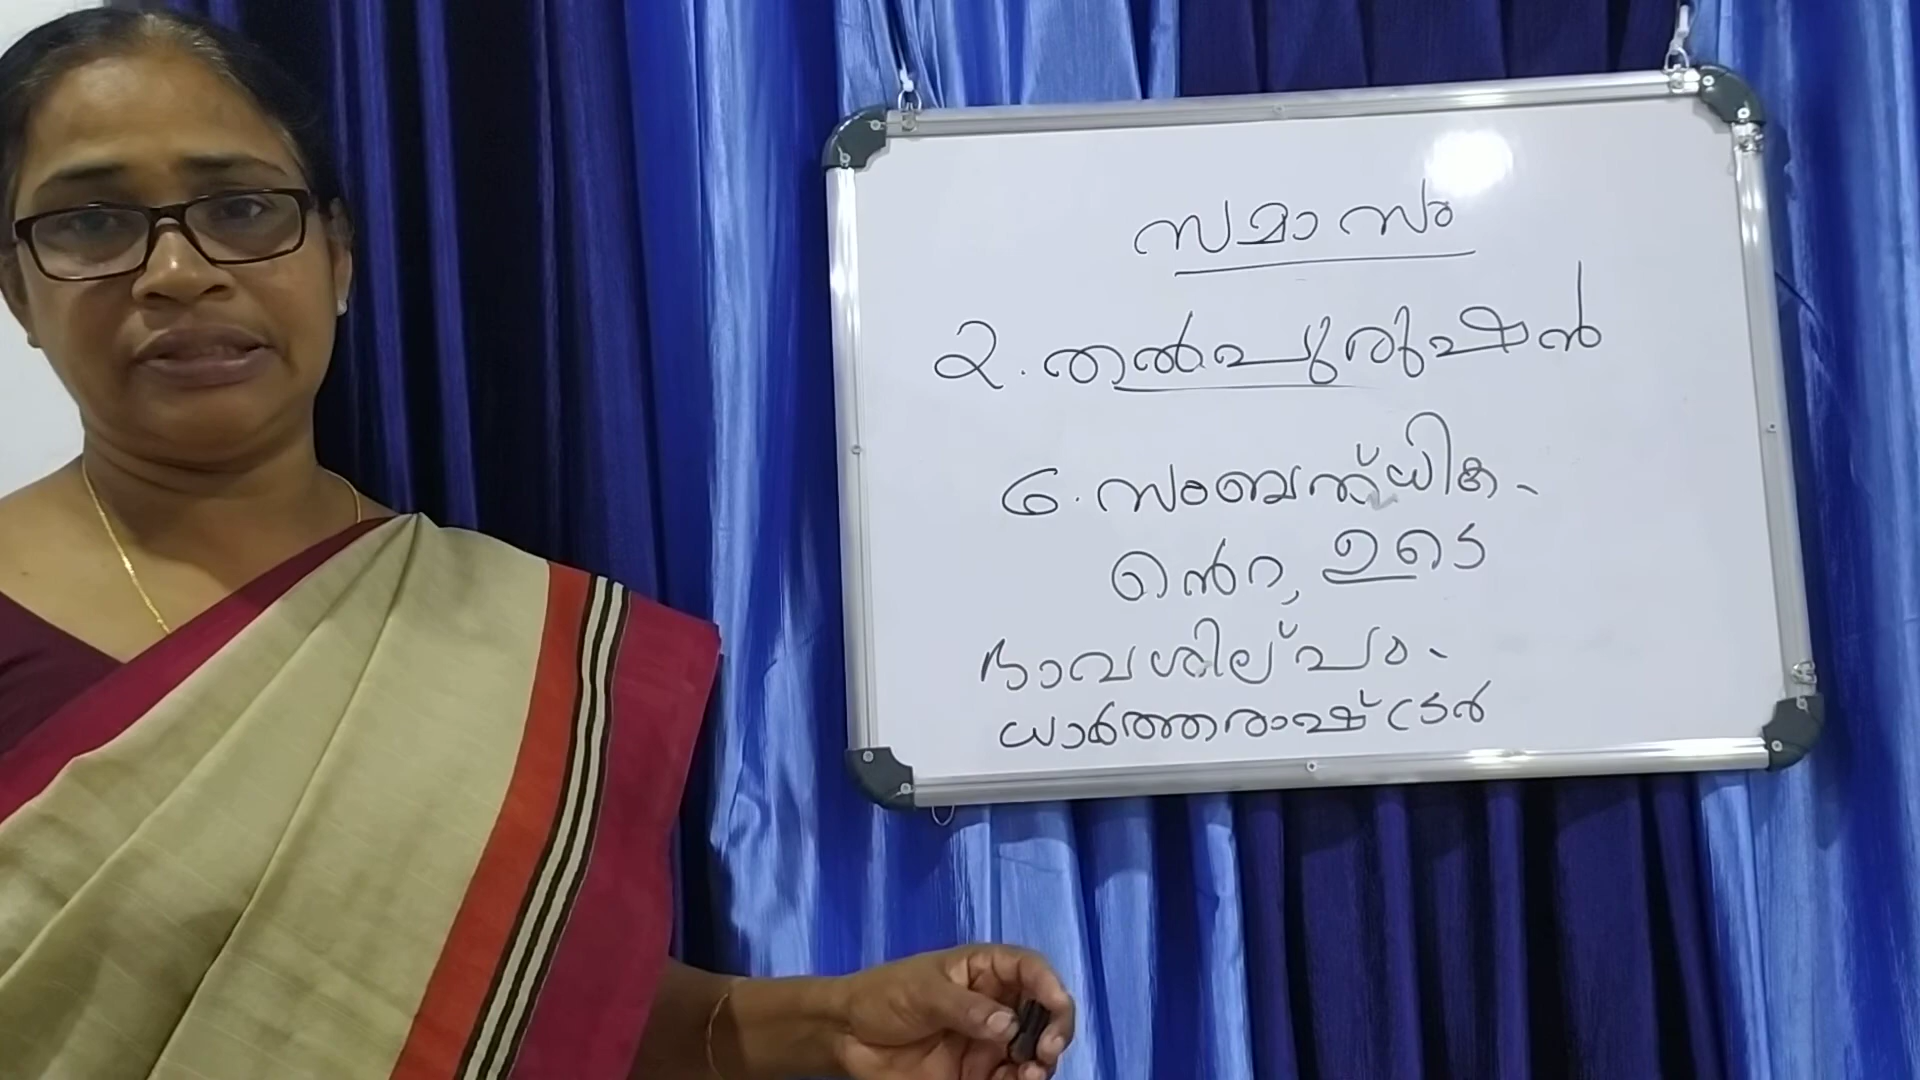 സമാസം
2. തൽപുരുഷൻ
6. സംബന്ധിക -
ൻെറ, ഉടെ
ഭാവശില്പം -
ധാർത്തരാഷ്ട്രർ